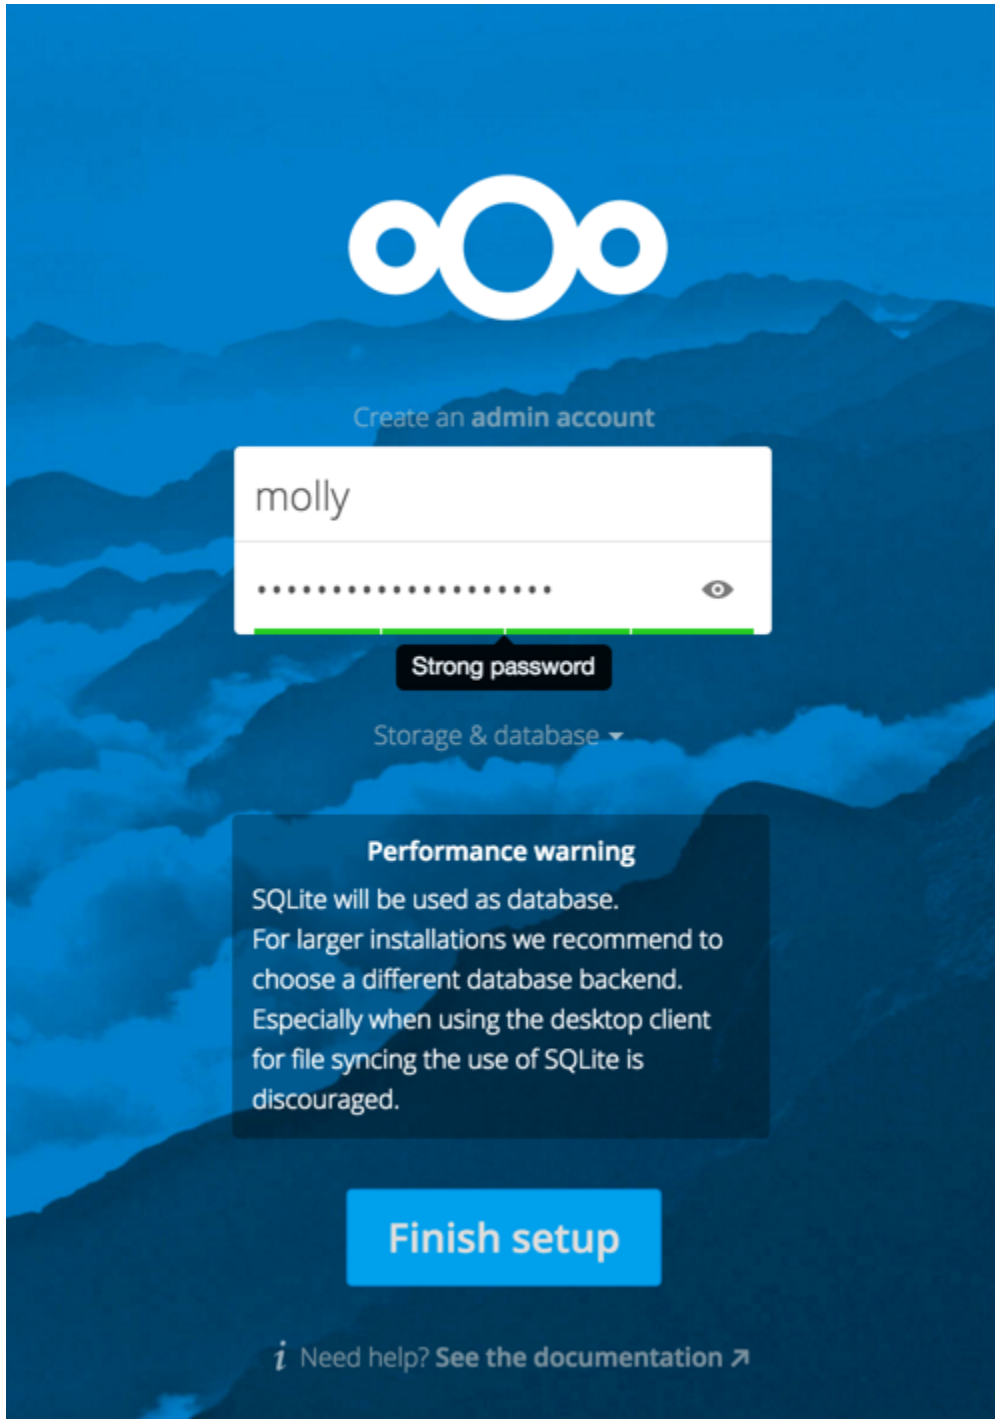 Create an admin account
molly
••••••••••••••••••••
Strong password
Storage & database
Performance warning
SQLite will be used as database.
For larger installations we recommend to
choose a different database backend.
Especially when using the desktop client
for file syncing the use of SQLite is
discouraged.
Finish setup
i Need help? See the documentation ↗